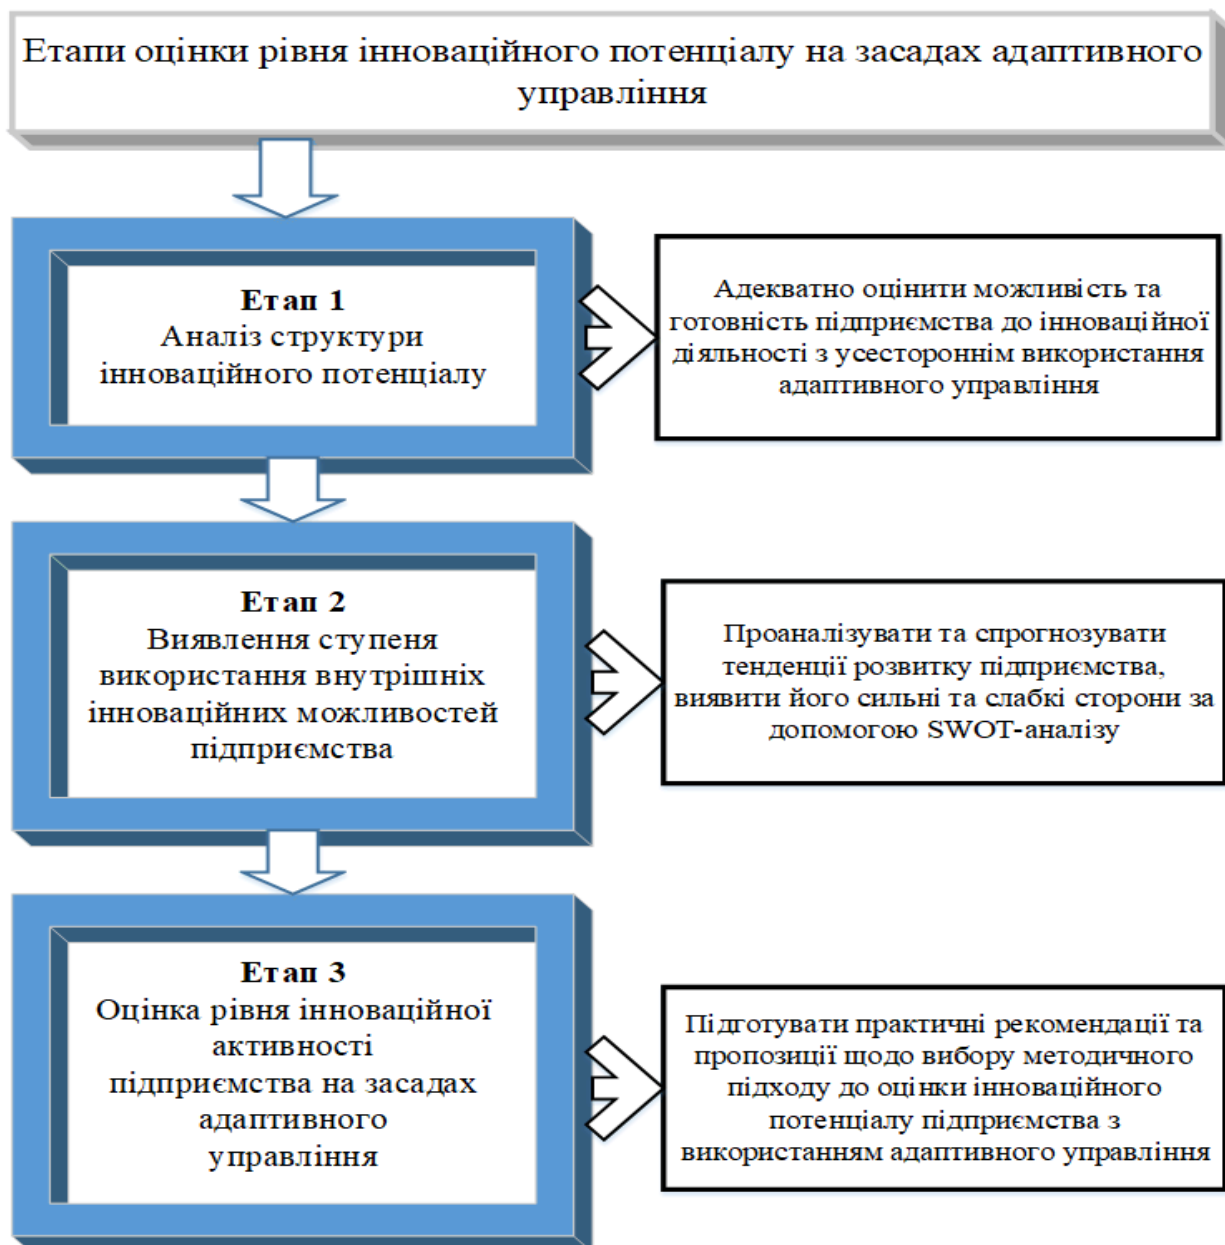 Етапи оцінки рівня інноваційного потенціалу на засадах адаптивного
управління
Етап 1
Аналіз структури
інноваційного потенціалу
Адекватно оцінити можливість та
готовність підприємства до інноваційної
діяльності з усестороннім використання
адаптивного управління
Етап 2
Виявлення ступеня
використання внутрішніх
інноваційних можливостей
підприємства
Проаналізувати та спрогнозувати
тенденції розвитку підприємства,
виявити його сильні та слабкі сторони за
допомогою SWOT-аналізу
Етап 3
Оцінка рівня інноваційної
активності
підприємства на засадах
адаптивного
управління
Підготувати практичні рекомендації та
пропозиції щодо вибору методичного
підходу до оцінки інноваційного
потенціалу підприємства з
використанням адаптивного управління